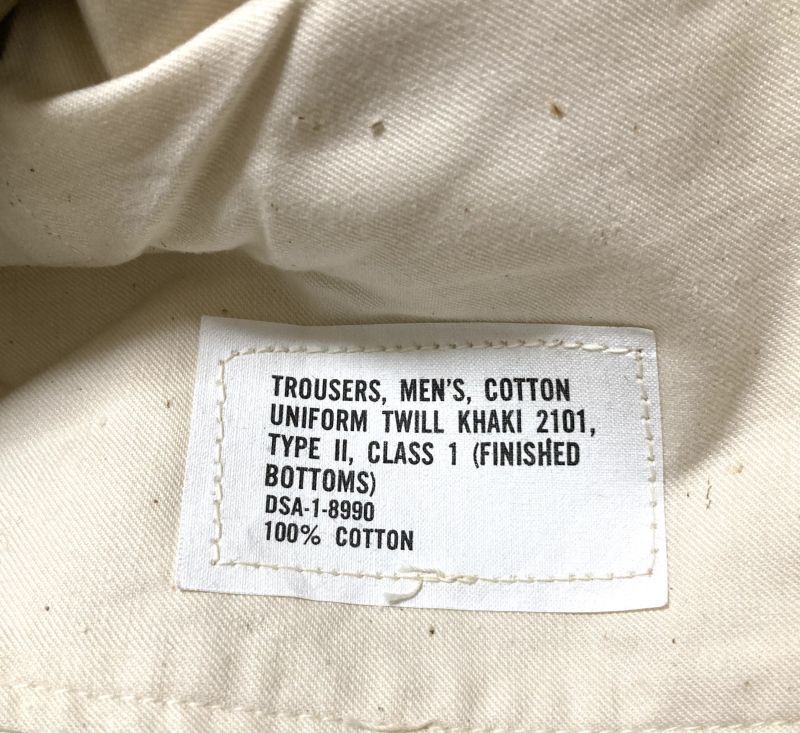 TROUSERS, MEN'S, COTTON
UNIFORM TWILL KHAKI 2101,
TYPE II, CLASS 1 (FINISHED
BOTTOMS)
DSA-1-8990
100% COTTON